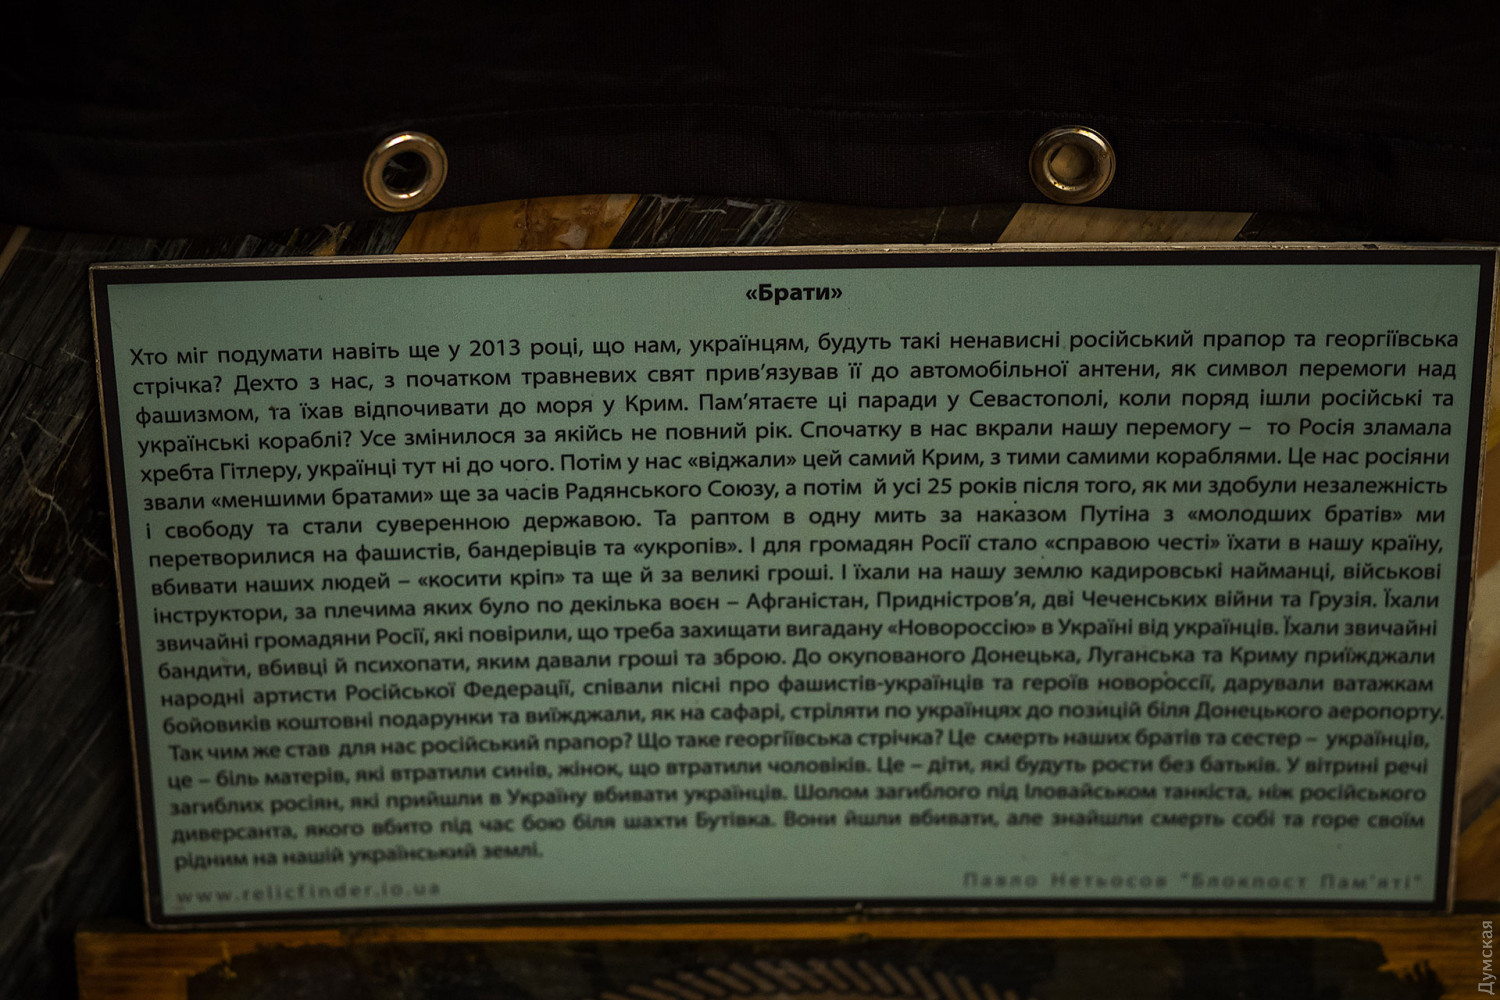 «Брати»
Хто міг подумати навіть ще у 2013 році, що нам, українцям, будуть такі ненависні російський прапор та георгіївська
стрічка? Дехто з нас, з початком травневих свят прив'язував її до автомобільної антени, як символ перемоги над
фашизмом, та їхав відпочивати до моря у Крим. Пам'ятаєте ці паради у Севастополі, коли поряд ішли російські та
українські кораблі? Усе змінилося за якійсь не повний рік. Спочатку в нас вкрали нашу перемогу – то Росія зламала
хребта Гітлеру, українці тут ні до чого. Потім у нас «віджали» цей самий Крим, з тими самими кораблями. Це нас росіяни
звали «меншими братами» ще за часів Радянського Союзу, а потім й усі 25 років після того, як ми здобули незалежність
і свободу та стали суверенною державою. Та раптом в одну мить за наказом Путіна з «молодших братів» ми
перетворилися на фашистів, бандерівців та «укропів». І для громадян Росії стало «справою честі» їхати в нашу країну,
вбивати наших людей – «косити кріп» та ще й за великі гроші. І їхали на нашу землю кадировські найманці, військові
інструктори, за плечима яких було по декілька воєн – Афганістан, Придністров'я, дві Чеченських війни та Грузія. Їхали
звичайні громадяни Росії, які повірили, що треба захищати вигадану «Новороссію» в Україні від українців. Їхали звичайні
бандити, вбивці й психопати, яким давали гроші та зброю. До окупованого Донецька, Луганська та Криму приїжджали
народні артисти Російської Федерації, співали пісні про фашистів-українців та героїв новороссії, дарували ватажкам
бойовиків коштовні подарунки та виїжджали, як на сафарі, стріляти по українцях до позицій біля Донецького аеропорту.
Так чим же став для нас російський прапор? Що таке георгіївська стрічка? Це смерть наших братів та сестер – українців,
це – біль матерів, які втратили синів, жінок, що втратили чоловіків. Це – діти, які будуть рости без батьків. У вітрині речі
загиблих росіян, які прийшли в Україну вбивати українців. Шолом загиблого під Іловайськом танкіста, ніж російського
диверсанта, якого вбито під час бою біля шахти Бутівка. Вони йшли вбивати, але знайшли смерть собі та горе своїм
рідним на нашій український землі.
www.relicfinder.io.ua
Павло Нетьосов "Блокпост Пам'яті"
Думская